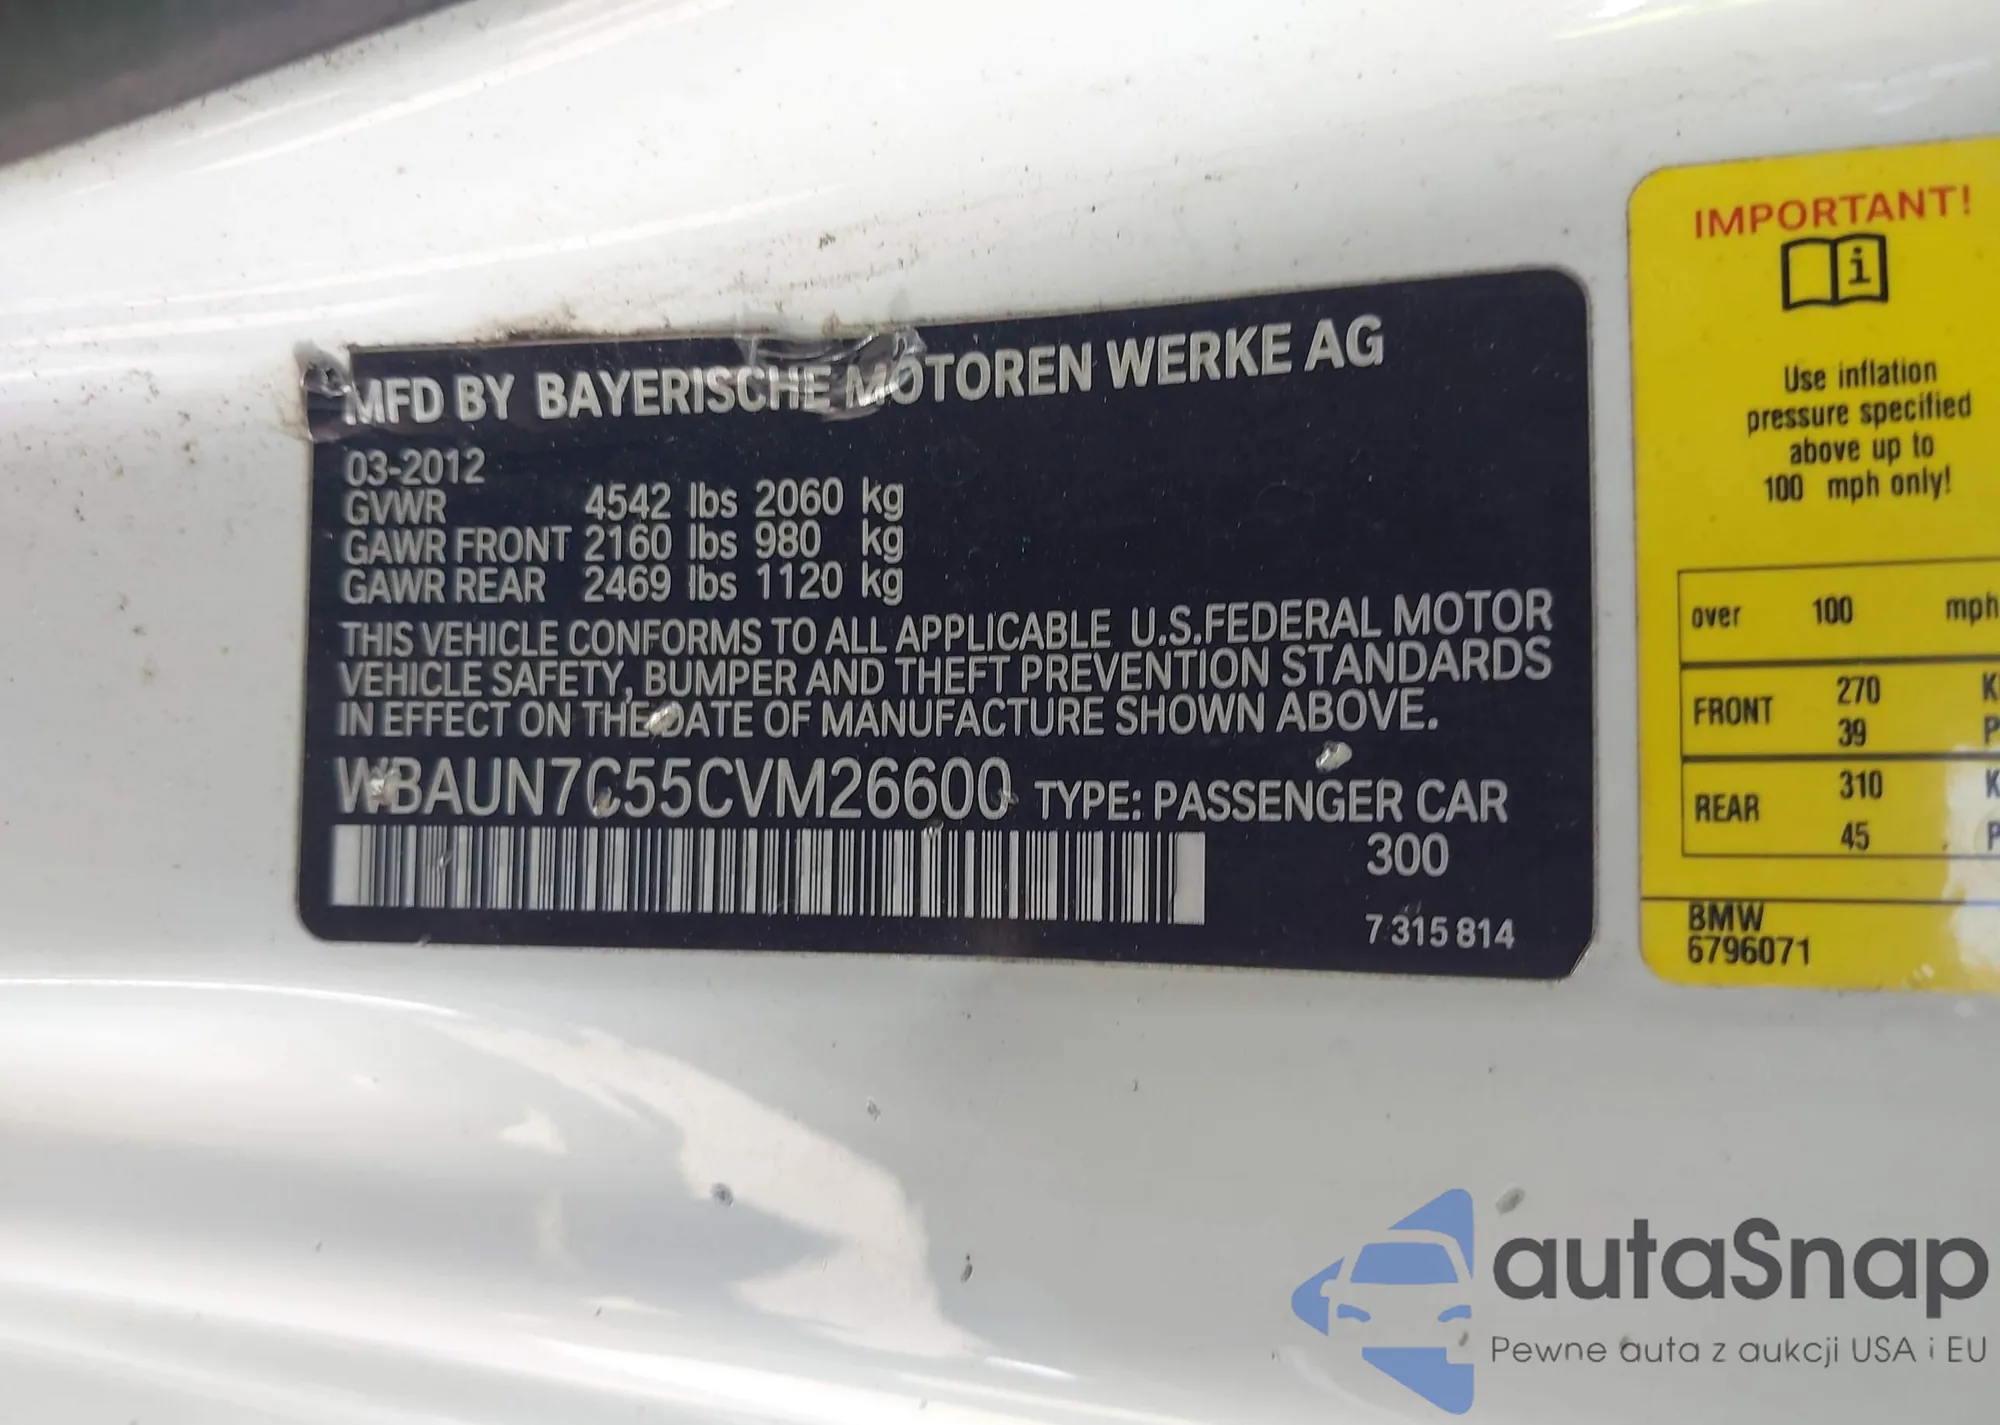 MFD BY BAYERISCHE MOTOREN WERKE AG
03-2012
GVWR 4542 lbs 2060 kg
GAWR FRONT 2160 lbs 980 kg
GAWR REAR 2469 lbs 1120 kg
THIS VEHICLE CONFORMS TO ALL APPLICABLE U.S.FEDERAL MOTOR
VEHICLE SAFETY, BUMPER AND THEFT PREVENTION STANDARDS
IN EFFECT ON THE DATE OF MANUFACTURE SHOWN ABOVE.
WBAUN7C55CVM26600 TYPE: PASSENGER CAR
300
7 315 814
IMPORTANT!
i
Use inflation
pressure specified
above up to
100 mph only!
over 100 mph
FRONT 270
39
REAR 310
45
BMW
6796071
autaSnap
Pewne auta z aukcji USA i EU